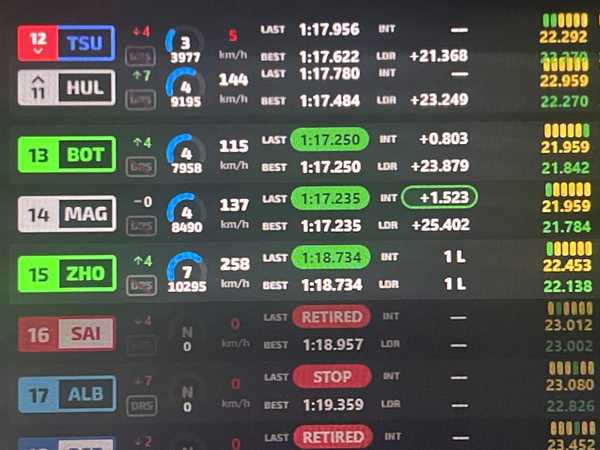 12 TSU ↓4 3 3977 5 km/h LAST 1:17.956 INT — 22.292
BEST 1:17.622 LDR +21.368
11 HUL ↑7 4 9195 144 km/h LAST 1:17.780 INT — 22.959
BEST 1:17.484 LDR +23.249 22.270
13 BOT ↑4 DRS 4 7958 115 km/h LAST 1:17.250 INT +0.803 21.959
BEST 1:17.250 LDR +23.879 21.842
14 MAG –0 DRS 4 8490 137 km/h LAST 1:17.235 INT +1.523 21.959
BEST 1:17.235 LDR +25.402 21.784
15 ZHO ↑4 DRS 7 10295 258 km/h LAST 1:18.734 INT 1 L 22.453
BEST 1:18.734 LDR 1 L 22.138
16 SAI ↓4 N 0 0 km/h LAST RETIRED INT — 23.012
BEST 1:18.957 LDR — 23.002
17 ALB ↓7 DRS N 0 0 km/h LAST STOP INT — 23.080
BEST 1:19.359 LDR — 22.826
↓2 N 0 LAST RETIRED INT — 23.452